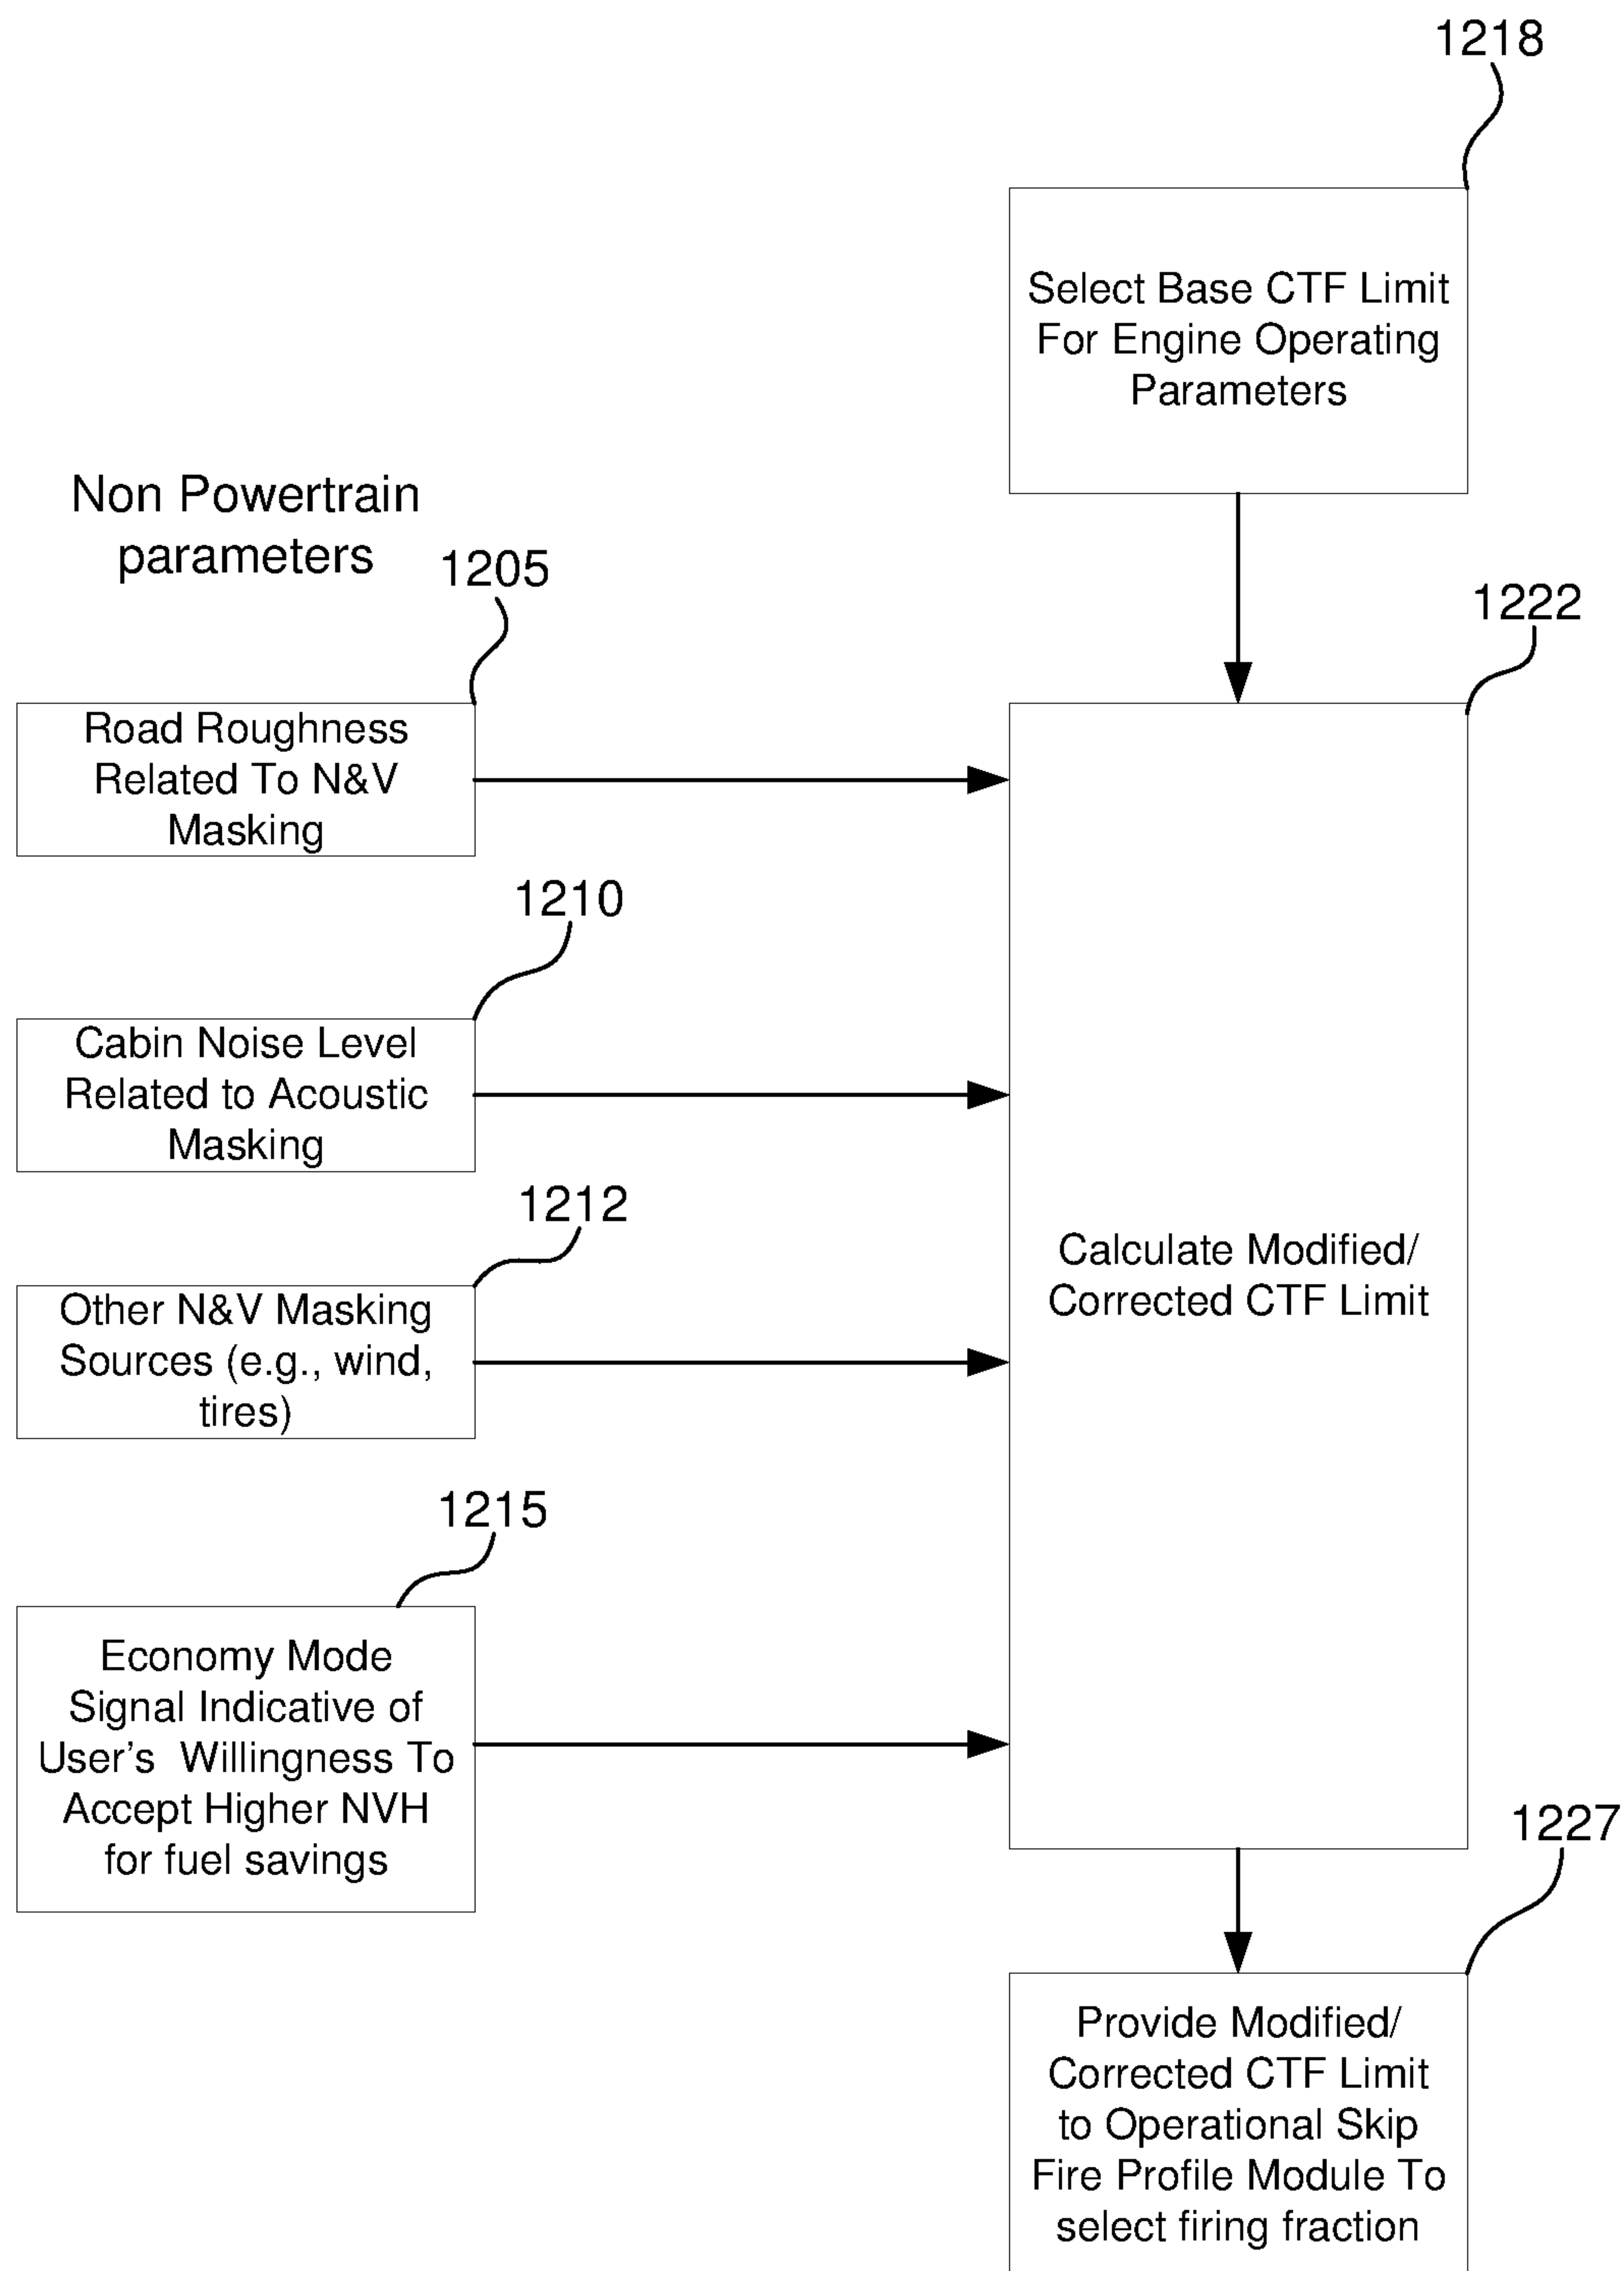 1218
Select Base CTF Limit
For Engine Operating
Parameters
Non Powertrain
parameters
1205
1222
Road Roughness
Related To N&V
Masking
1210
Cabin Noise Level
Related to Acoustic
Masking
1212
Other N&V Masking
Sources (e.g., wind,
tires)
Calculate Modified/
Corrected CTF Limit
1215
Economy Mode
Signal Indicative of
User's  Willingness To
Accept Higher NVH
for fuel savings
1227
Provide Modified/
Corrected CTF Limit
to Operational Skip
Fire Profile Module To
select firing fraction